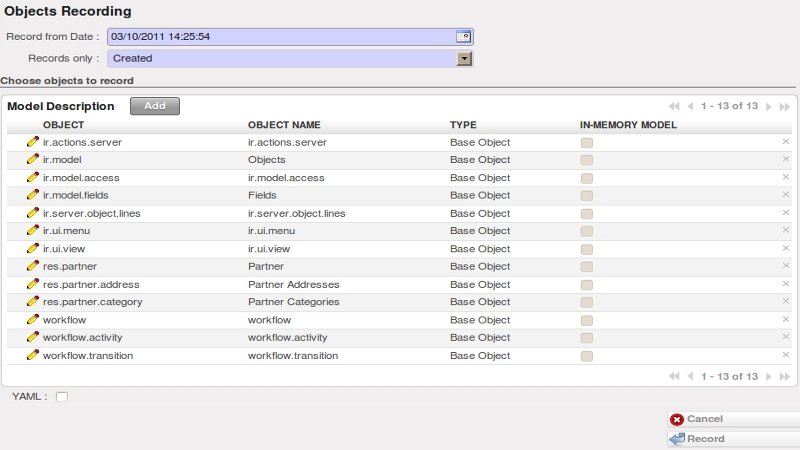 Objects Recording
Record from Date : 03/10/2011 14:25:54
Records only : Created
Choose objects to record
Model Description Add 1 - 13 of 13
OBJECT OBJECT NAME TYPE IN-MEMORY MODEL
ir.actions.server ir.actions.server Base Object
ir.model Objects Base Object
ir.model.access ir.model.access Base Object
ir.model.fields Fields Base Object
ir.server.object.lines ir.server.object.lines Base Object
ir.ui.menu ir.ui.menu Base Object
ir.ui.view ir.ui.view Base Object
res.partner Partner Base Object
res.partner.address Partner Addresses Base Object
res.partner.category Partner Categories Base Object
workflow workflow Base Object
workflow.activity workflow.activity Base Object
workflow.transition workflow.transition Base Object
1 - 13 of 13
YAML :
Cancel
Record